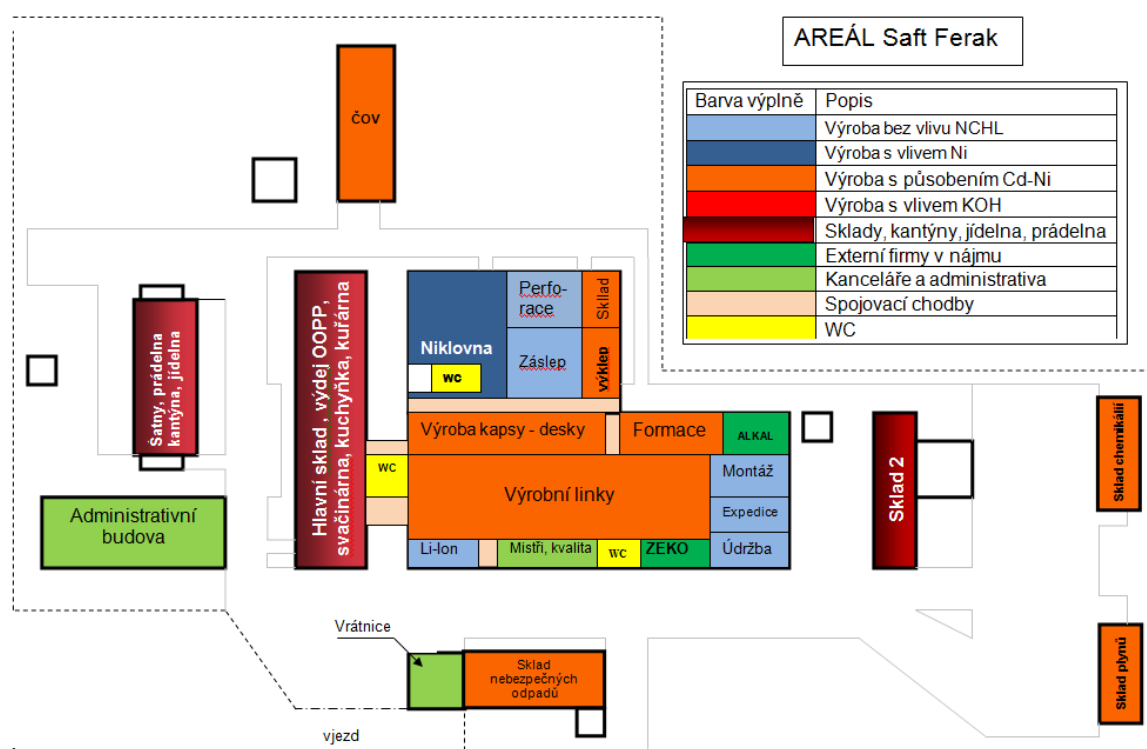 AREÁL Saft Ferak
Barva výplně
Popis
Výroba bez vlivu NCHL
Výroba s vlivem Ni
Výroba s působením Cd-Ni
Výroba s vlivem KOH
Sklady, kantýny, jídelna, prádelna
Externí firmy v nájmu
Kanceláře a administrativa
Spojovací chodby
WC
čov
Šatny, prádelna
kantýna, jídelna
Hlavní sklad , výdej OOPP,
svačinárna, kuchyňka, kuřárna
Niklovna
WC
Perfo-
race
Záslep
Skllad
výklep
Výroba kapsy - desky
Formace
ALKAL
WC
Výrobní linky
Montáž
Expedice
Údržba
Li-Ion
Mistři, kvalita
WC
ZEKO
Administrativní
budova
Sklad 2
Sklad chemikálií
Sklad plynů
Vrátnice
Sklad
nebezpečných
odpadů
vjezd